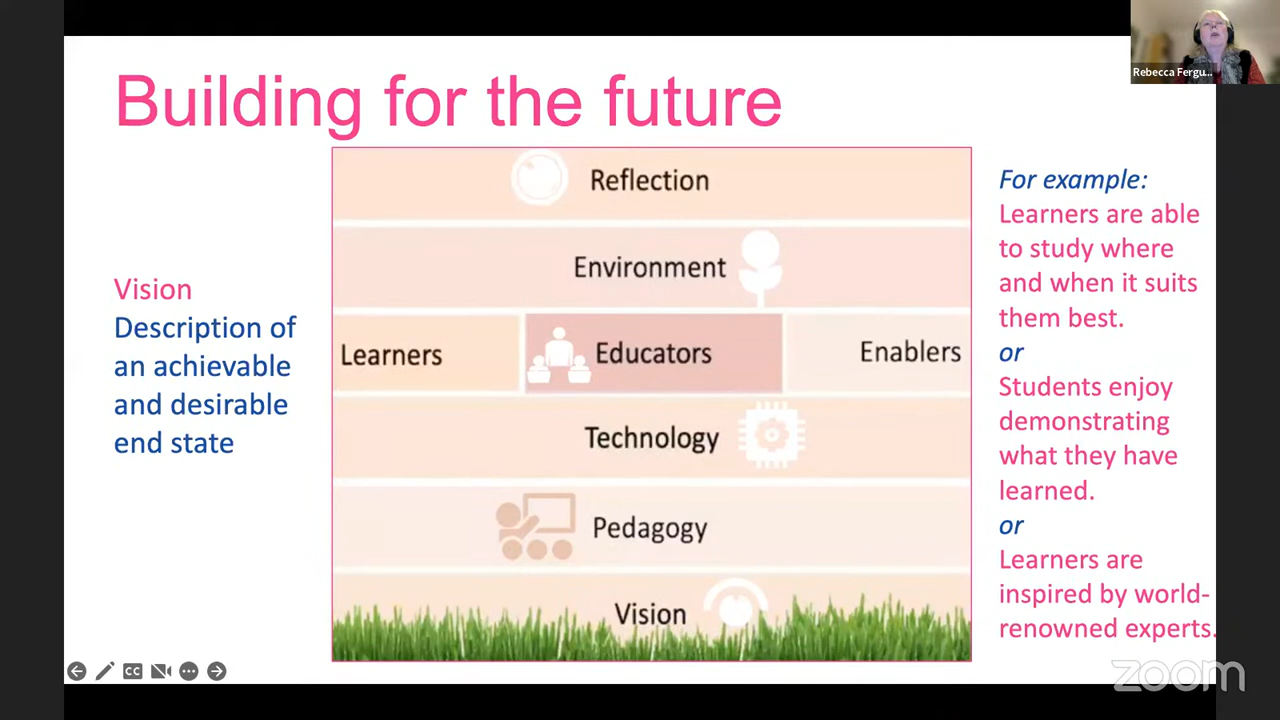 Building for the future
Rebecca Fergu...
Vision
Description of
an achievable
and desirable
end state
Reflection
Environment
Learners
Educators
Enablers
Technology
Pedagogy
Vision
For example:
Learners are able
to study where
and when it suits
them best.
or
Students enjoy
demonstrating
what they have
learned.
or
Learners are
inspired by world-
renowned experts.
CC
zoom